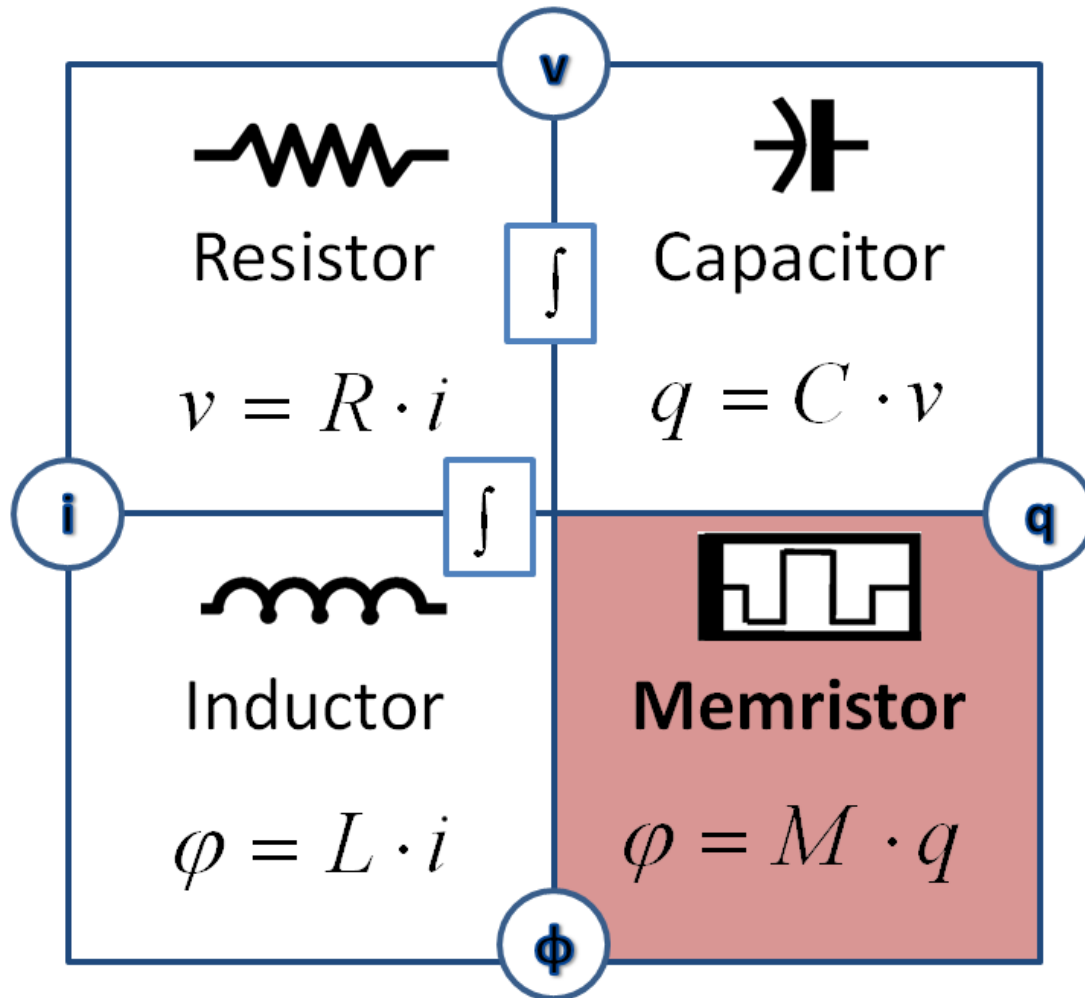 v
Resistor
Capacitor
∫
v = R · i
q = C · v
i
∫
q
Inductor
Memristor
φ = L · i
φ = M · q
ϕ